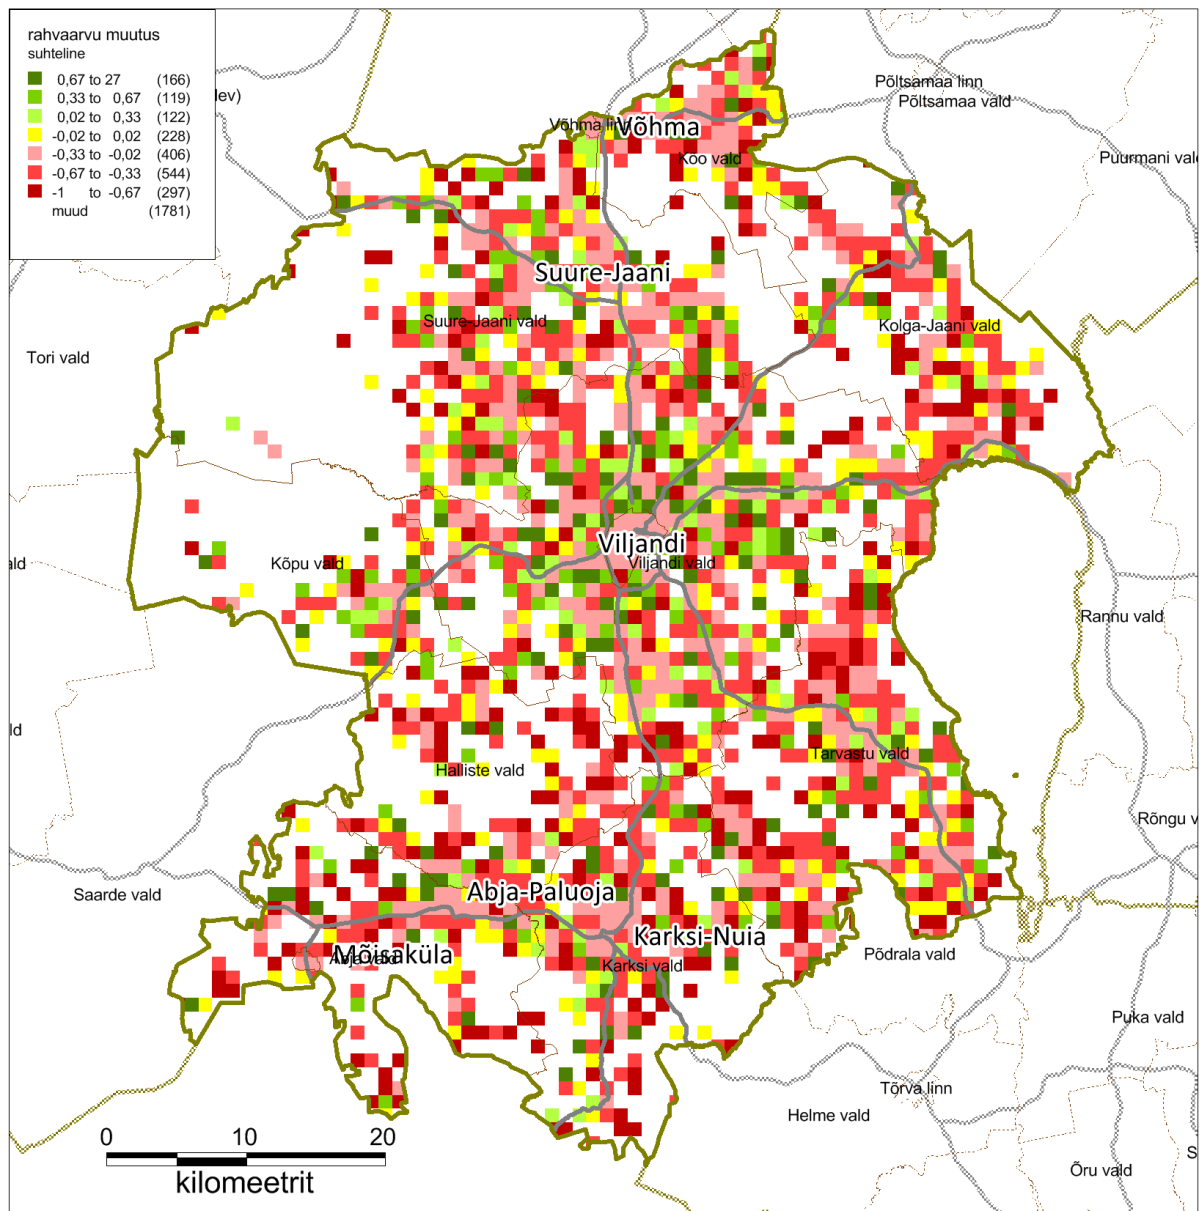 rahvaarvu muutus
suhteline
0,67 to 27 (166)
0,33 to 0,67 (119)
0,02 to 0,33 (122)
-0,02 to 0,02 (228)
-0,33 to -0,02 (406)
-0,67 to -0,33 (544)
-1 to -0,67 (297)
muud (1781)
lev)
Põltsamaa linn
Põltsamaa vald
Võhma linn
Võhma
Koo vald
Puurmani vald
Suure-Jaani
Suure-Jaani vald
Kolga-Jaani vald
Tori vald
Viljandi
Viljandi vald
ald
Kõpu vald
Rannu vald
ld
Tarvastu vald
Halliste vald
Rõngu v
Saarde vald
Abja-Paluoja
Karksi-Nuia
Mõisaküla
Abja vald
Karksi vald
Põdrala vald
Puka vald
Tõrva linn
Helme vald
0 10 20
kilomeetrit
S
Õru vald